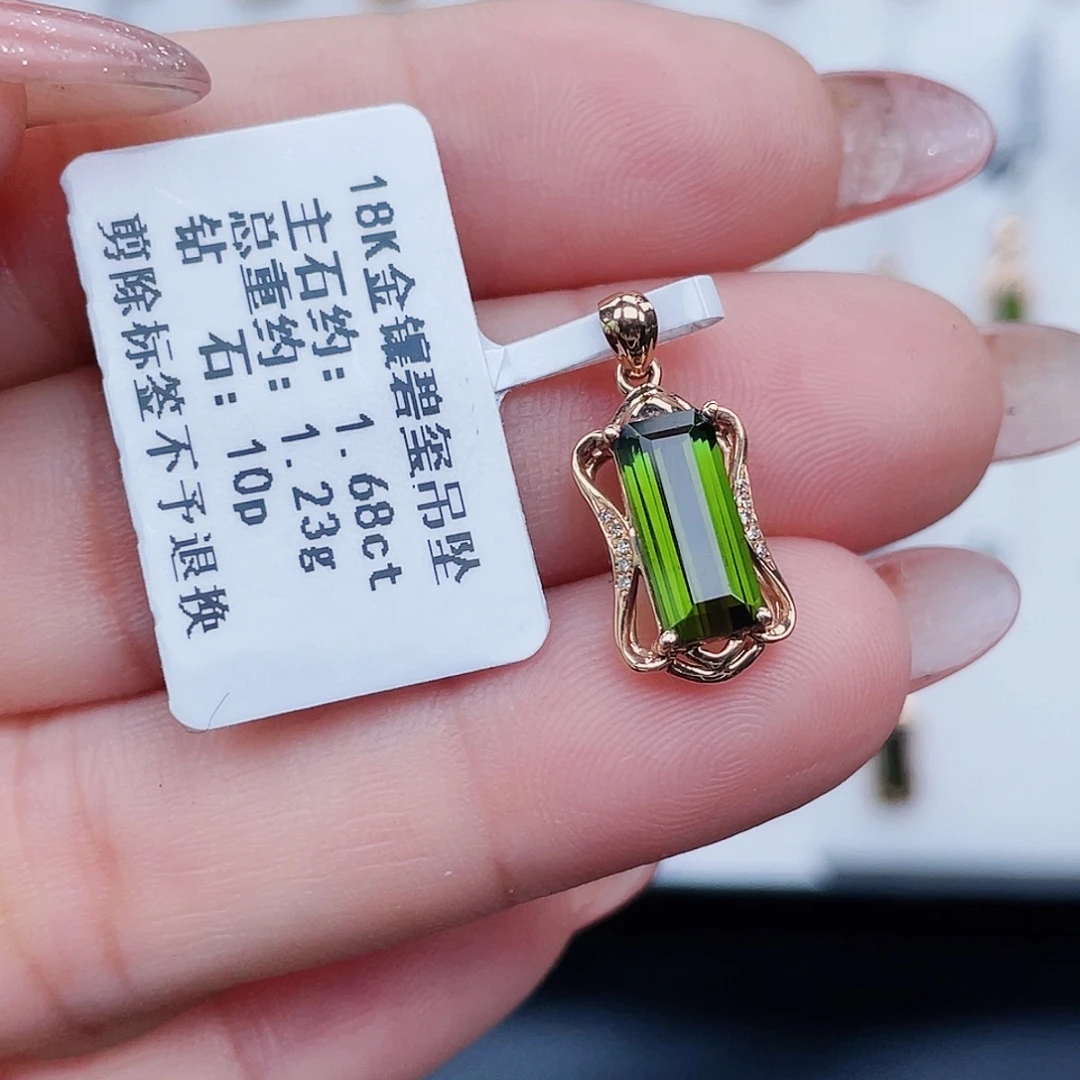 18K金镶碧玺吊坠
主石约: 1.68ct
总重约: 1.23g
钻 石: 10p
剪除标签不予退换